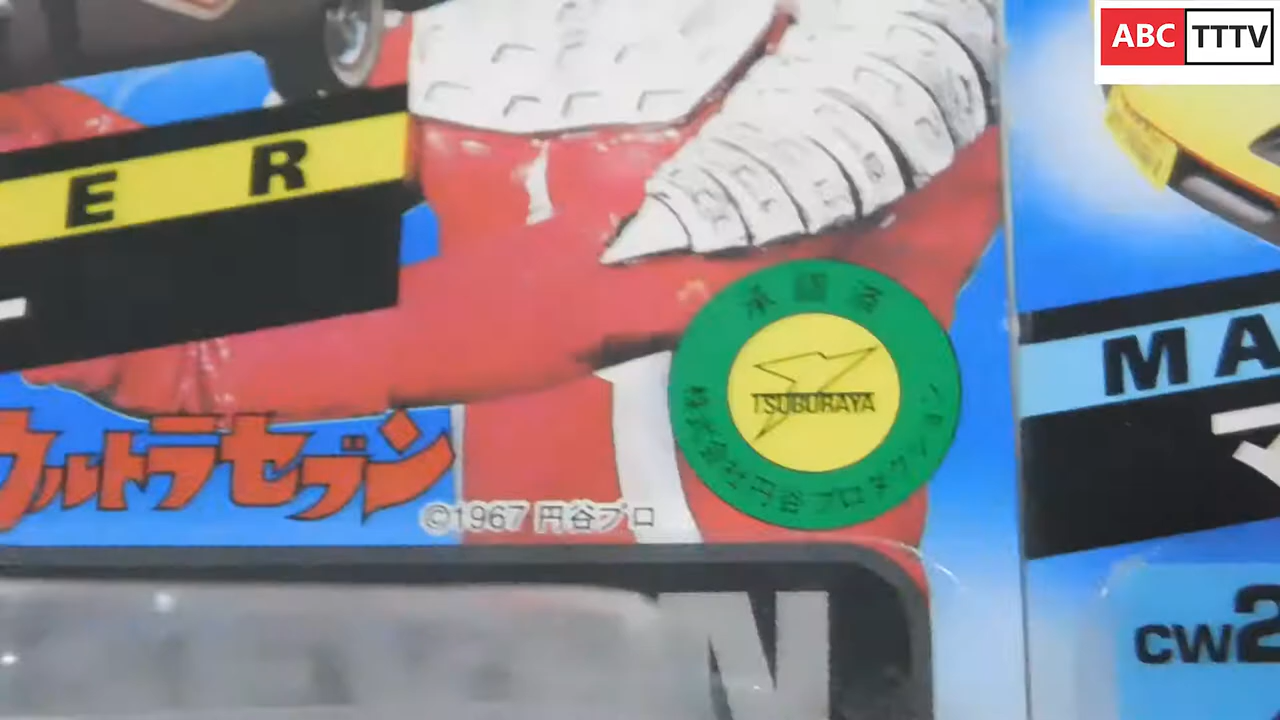 ABC TTTV
E R
MA
承認済
TSUBURAYA
株式会社円谷プロダクション
ウルトラセブン
©1967 円谷プロ
CW2
N